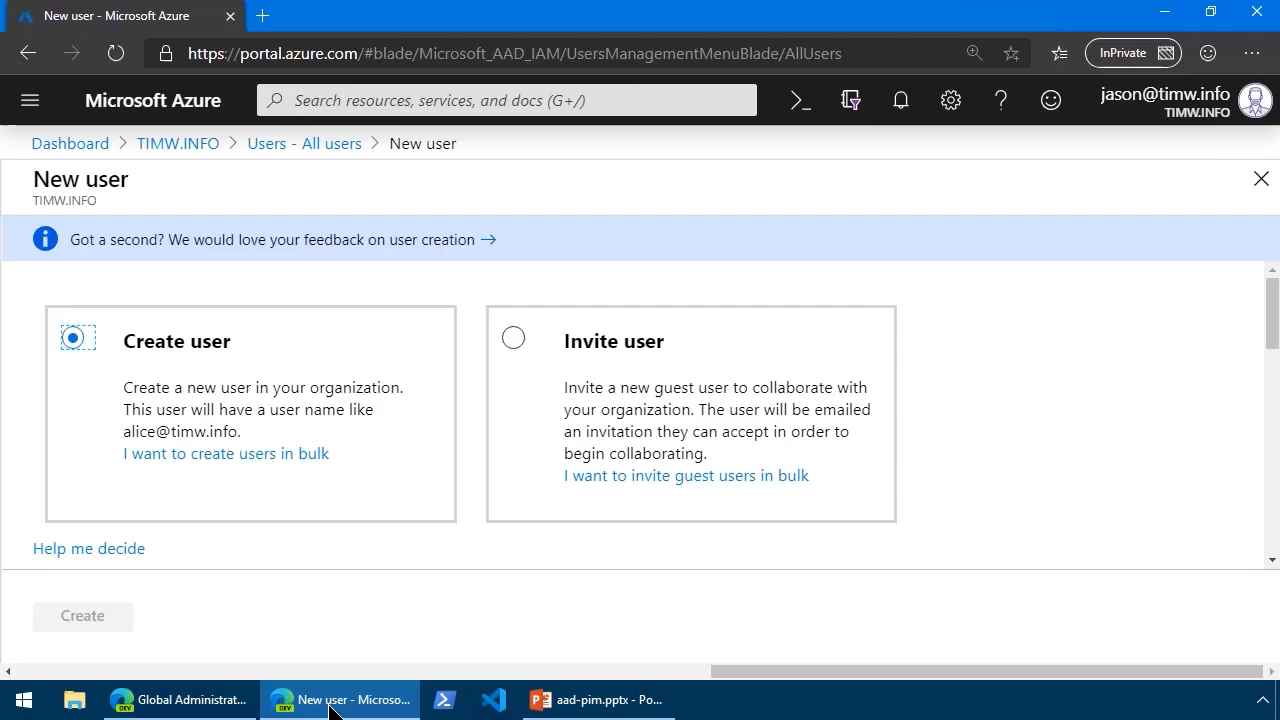 New user - Microsoft Azure
https://portal.azure.com/#blade/Microsoft_AAD_IAM/UsersManagementMenuBlade/AllUsers
InPrivate
Microsoft Azure
Search resources, services, and docs (G+/)
jason@timw.info
TIMW.INFO
Dashboard > TIMW.INFO > Users - All users > New user
New user
TIMW.INFO
Got a second? We would love your feedback on user creation →
Create user
Create a new user in your organization.
This user will have a user name like
alice@timw.info.
I want to create users in bulk
Invite user
Invite a new guest user to collaborate with
your organization. The user will be emailed
an invitation they can accept in order to
begin collaborating.
I want to invite guest users in bulk
Help me decide
Create
DEV
Global Administrat...
DEV
New user - Microso...
aad-pim.pptx - Po...